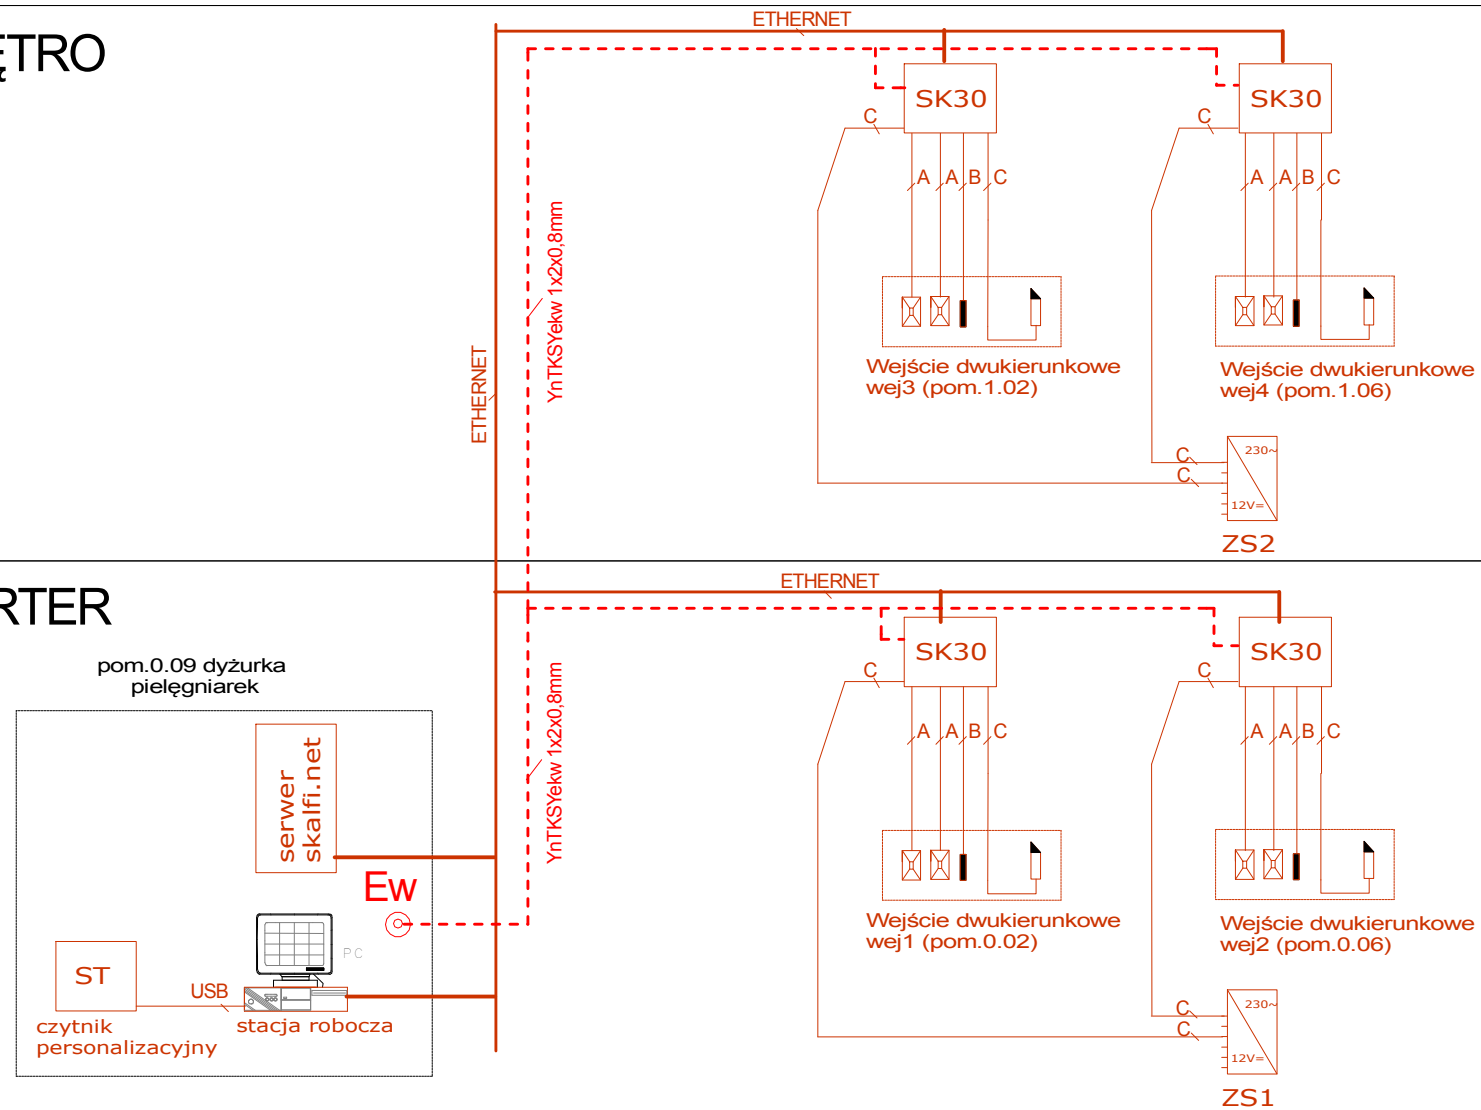 ĘTRO
ETHERNET
SK30
SK30
C
C
A
A
B
C
A
A
B
C
YnTKSYekw 1x2x0,8mm
ETHERNET
Wejście dwukierunkowe
wej3 (pom.1.02)
Wejście dwukierunkowe
wej4 (pom.1.06)
C
C
230~
12V=
ZS2
RTER
ETHERNET
SK30
SK30
C
C
A
A
B
C
A
A
B
C
pom.0.09 dyżurka
pielęgniarek
YnTKSYekw 1x2x0,8mm
serwer
skalfi.net
Ew
PC
ST
USB
czytnik
personalizacyjny
stacja robocza
Wejście dwukierunkowe
wej1 (pom.0.02)
Wejście dwukierunkowe
wej2 (pom.0.06)
C
C
230~
12V=
ZS1